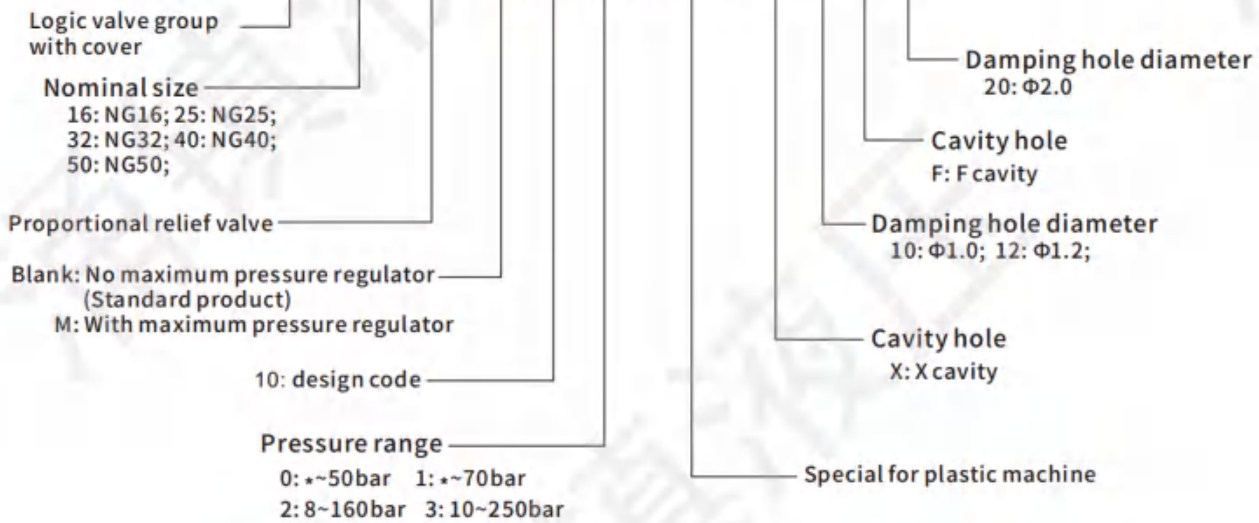 Logic valve group
with cover
Nominal size
16: NG16; 25: NG25;
32: NG32; 40: NG40;
50: NG50;
Proportional relief valve
Blank: No maximum pressure regulator
(Standard product)
M: With maximum pressure regulator
10: design code
Pressure range
0: *~50bar 1: *~70bar
2: 8~160bar 3: 10~250bar
Damping hole diameter
20: Φ2.0
Cavity hole
F: F cavity
Damping hole diameter
10: Φ1.0; 12: Φ1.2;
Cavity hole
X: X cavity
Special for plastic machine